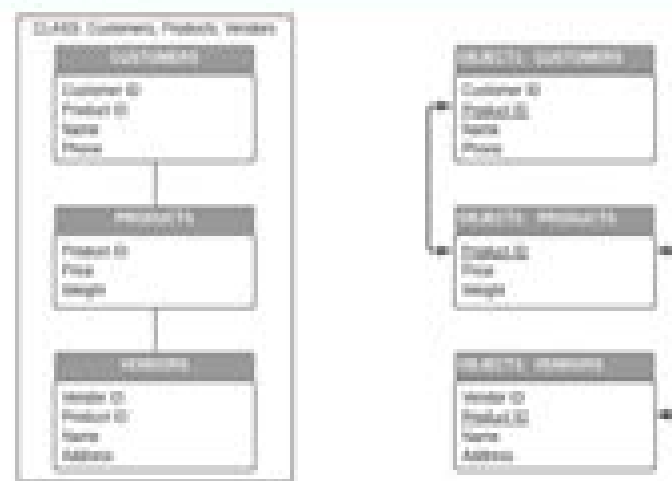 CLASS: Customers, Products, Vendors
CUSTOMERS
Customer ID
Product ID
Name
Phone
PRODUCTS
Product ID
Price
Weight
VENDORS
Vendor ID
Product ID
Name
Address
OBJECTS: CUSTOMERS
Customer ID
Product ID
Name
Phone
OBJECTS: PRODUCTS
Product ID
Price
Weight
OBJECTS: VENDORS
Vendor ID
Product ID
Name
Address